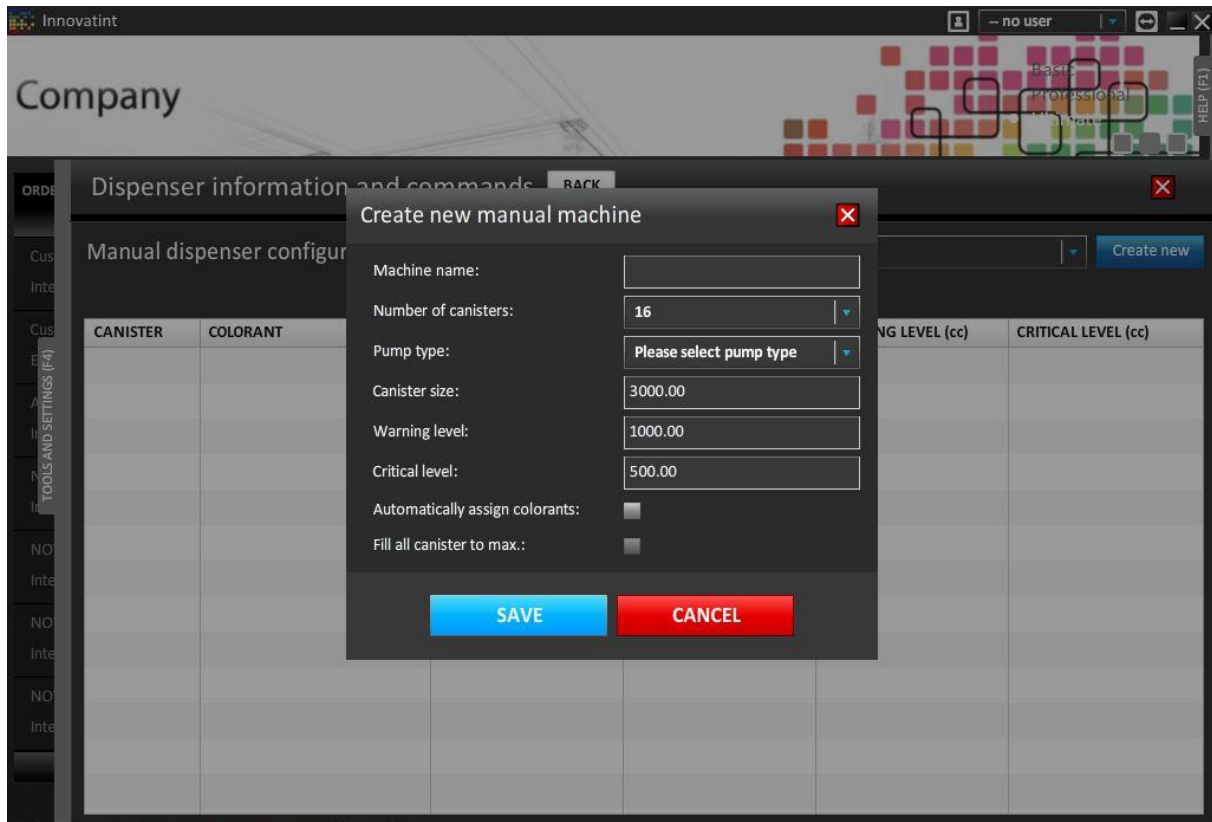 Innovatint
-- no user
Company
Basic
Professional
Ultimate
HELP (F1)
ORDE
Dispenser information and commands BACK
Create new manual machine
Manual dispenser configur
Create new
Machine name:
Number of canisters: 16
Pump type: Please select pump type
Canister size: 3000.00
Warning level: 1000.00
Critical level: 500.00
Automatically assign colorants:
Fill all canister to max.:
SAVE CANCEL
CANISTER COLORANT NG LEVEL (cc) CRITICAL LEVEL (cc)
TOOLS AND SETTINGS (F4)
Cus
Inte
Cus
NO
Inte
NO
Inte
NO
Inte